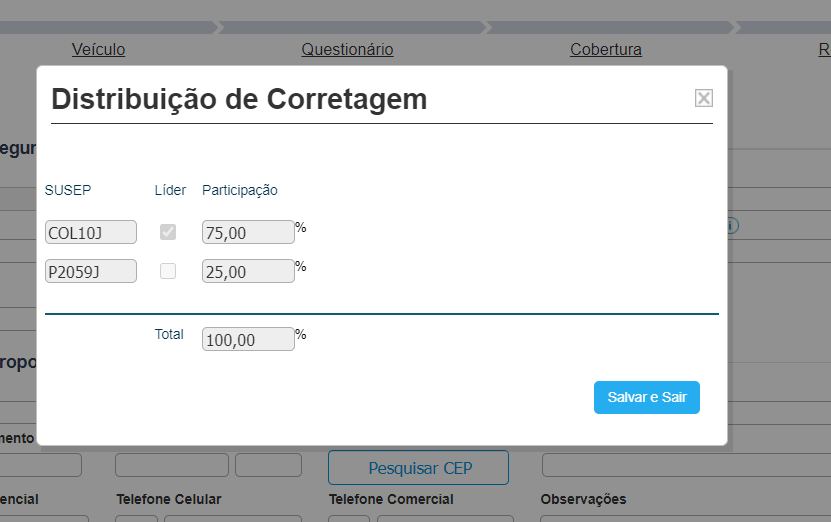 Veículo Questionário Cobertura R
Distribuição de Corretagem
egur
SUSEP Líder Participação
COL10J 75,00 %
i
P2059J 25,00 %
Total 100,00 %
ropo
Salvar e Sair
mento
Pesquisar CEP
encial Telefone Celular Telefone Comercial Observações